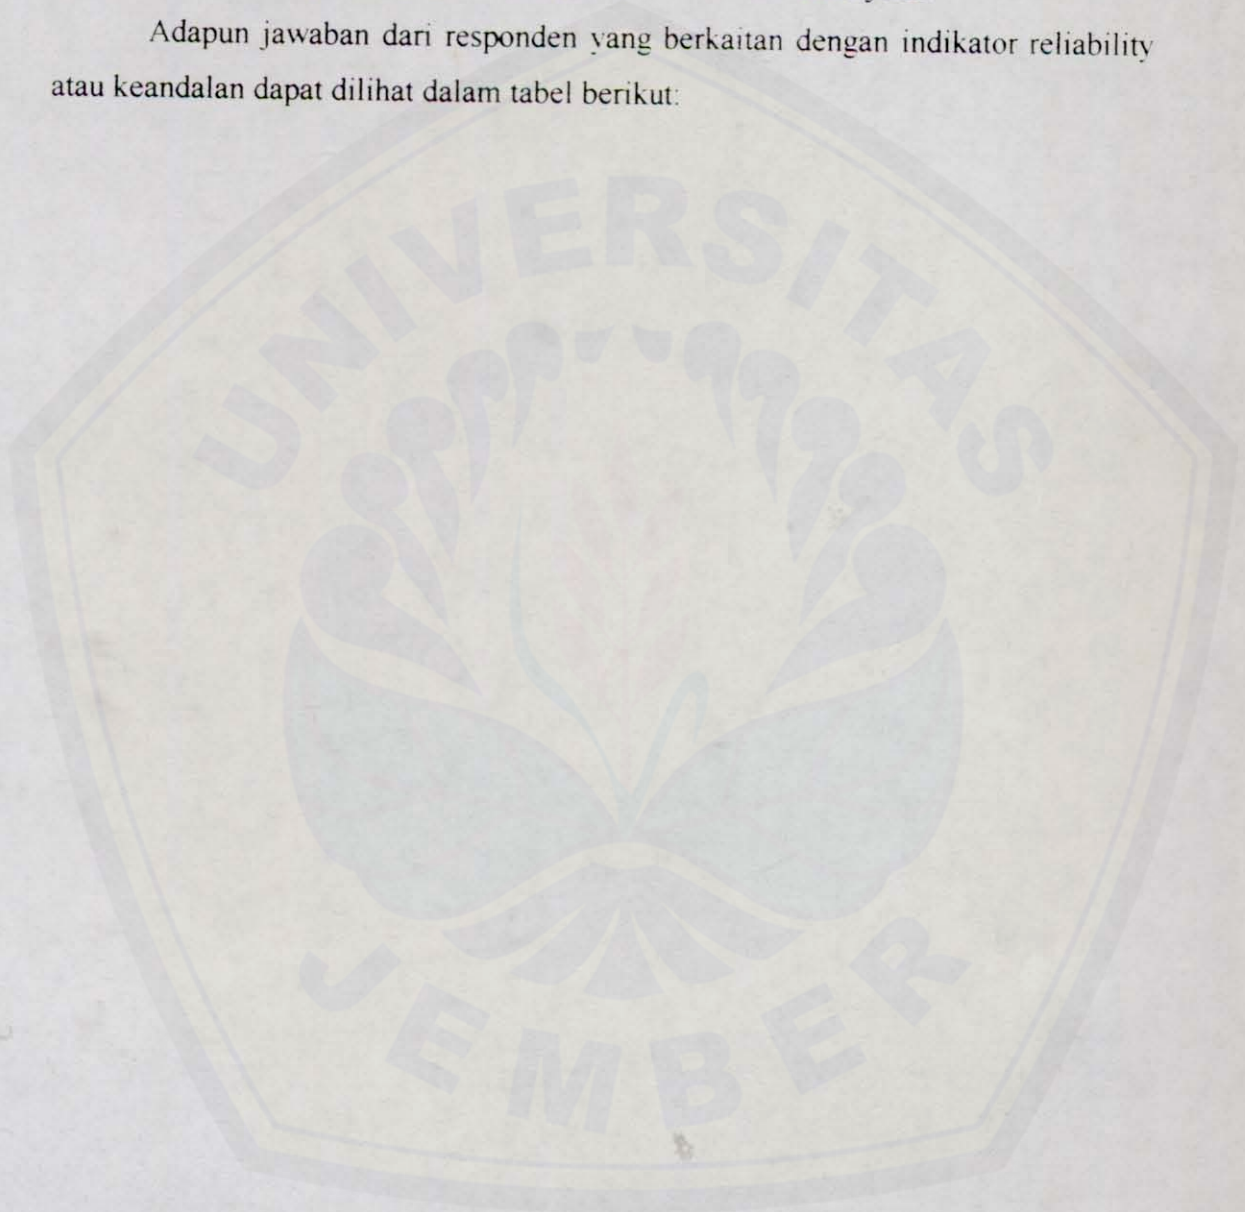 Adapun jawaban dari responden yang berkaitan dengan indikator reliability
atau keandalan dapat dilihat dalam tabel berikut:
UNIVERSITAS
JEMBER